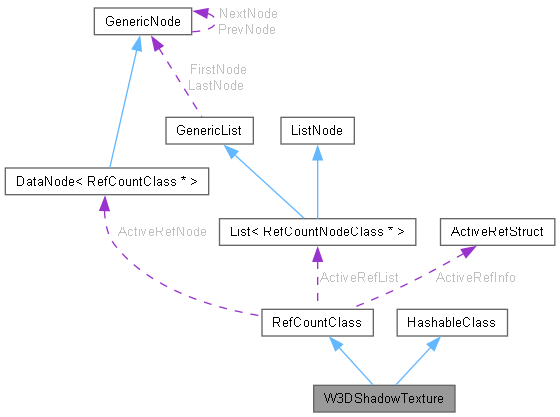 GenericNode
NextNode
PrevNode
FirstNode
LastNode
GenericList
ListNode
DataNode< RefCountClass * >
List< RefCountNodeClass * >
ActiveRefStruct
ActiveRefNode
ActiveRefList
ActiveRefInfo
RefCountClass
HashableClass
W3DShadowTexture